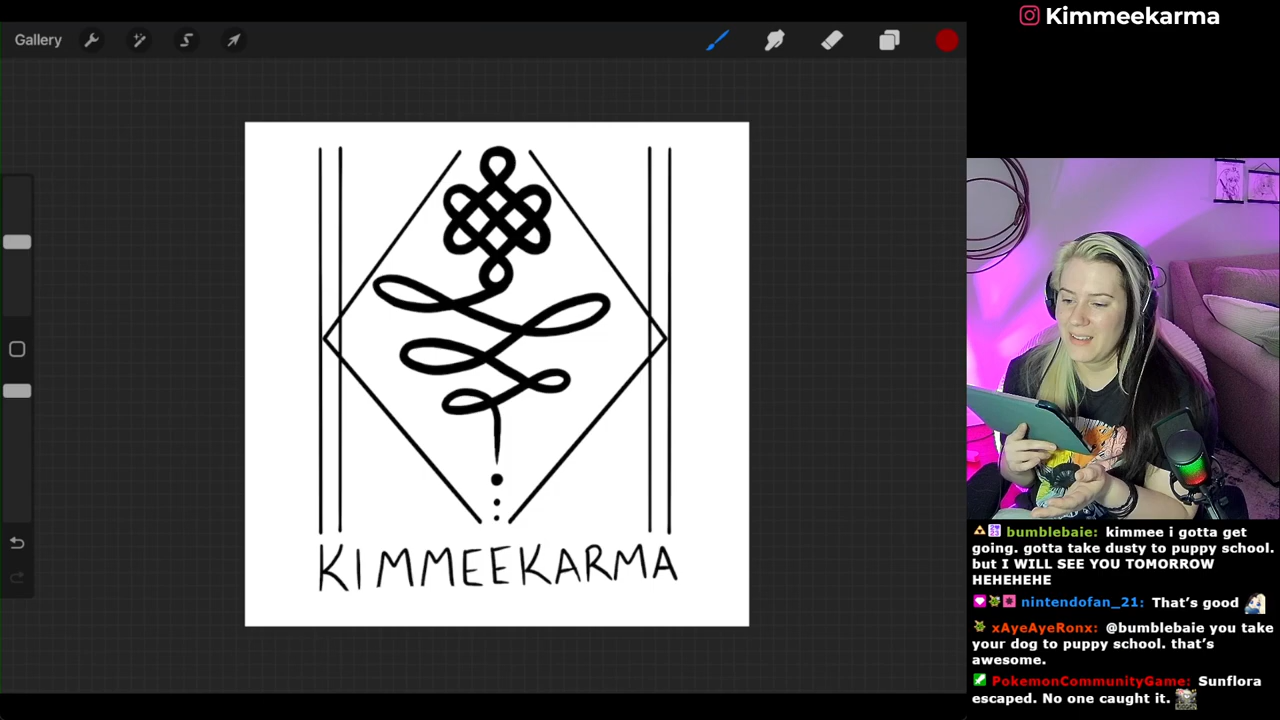 Kimmeekarma
Gallery
KIMMEEKARMA
bumblebaie: kimmee i gotta get
going. gotta take dusty to puppy school.
but I WILL SEE YOU TOMORROW
HEHEHEHE
nintendofan_21: That's good
xAyeAyeRonx: @bumblebaie you take
your dog to puppy school. that's
awesome.
PokemonCommunityGame: Sunflora
escaped. No one caught it.